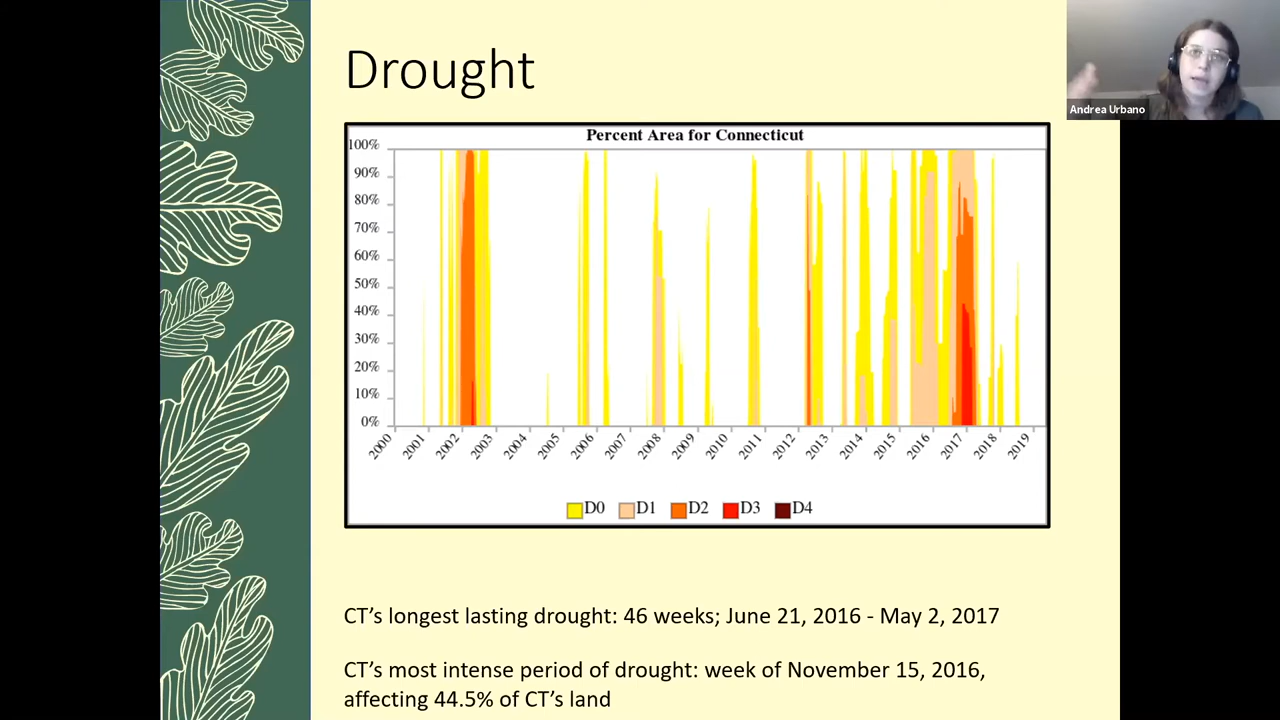 Drought
Andrea Urbano
Percent Area for Connecticut
100%
90%
80%
70%
60%
50%
40%
30%
20%
10%
0%
2000 2001 2002 2003 2004 2005 2006 2007 2008 2009 2010 2011 2012 2013 2014 2015 2016 2017 2018 2019
D0 D1 D2 D3 D4
CT’s longest lasting drought: 46 weeks; June 21, 2016 - May 2, 2017
CT’s most intense period of drought: week of November 15, 2016,
affecting 44.5% of CT’s land